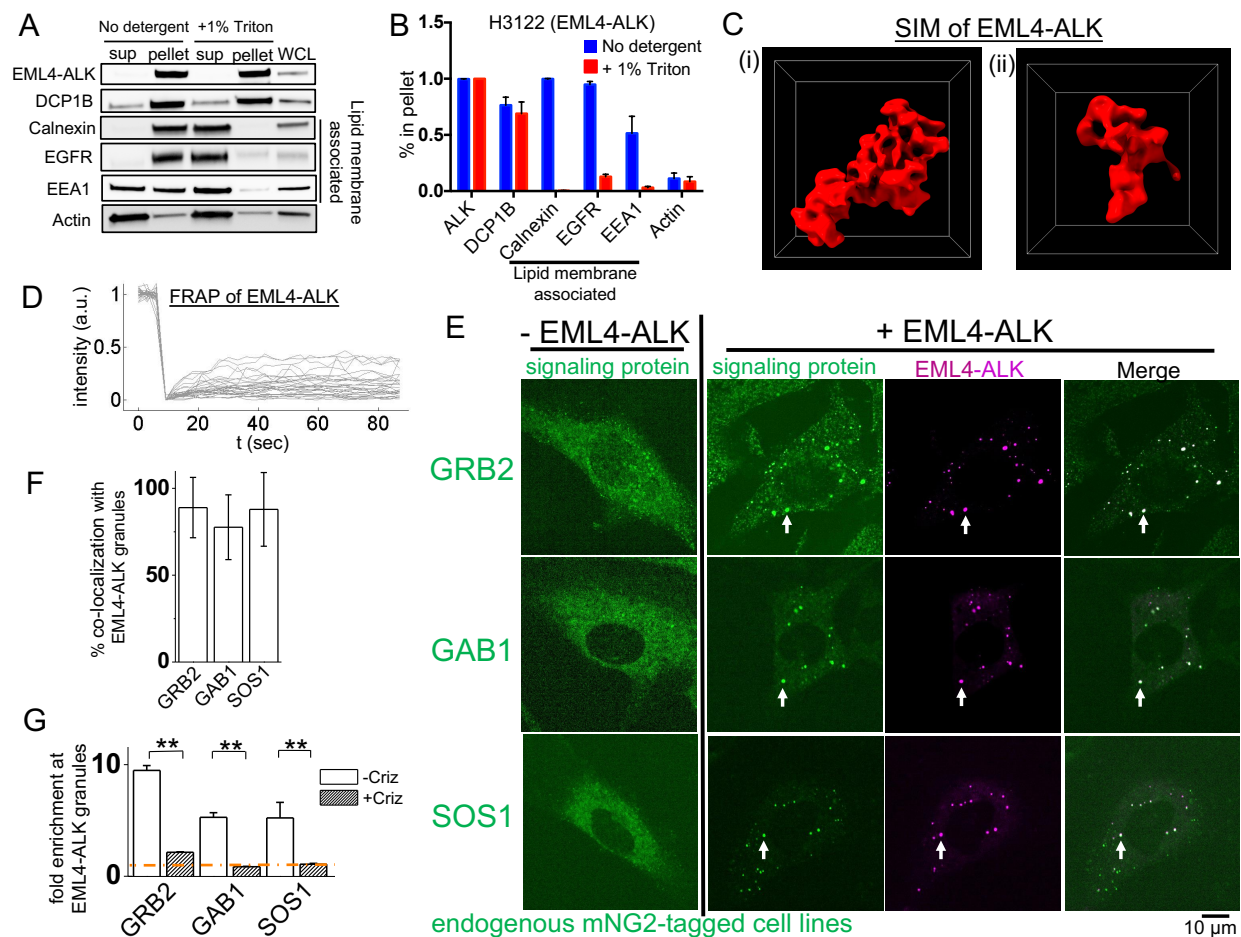 A
No detergent +1% Triton
sup pellet sup pellet WCL
EML4-ALK
DCP1B
Calnexin
EGFR
EEA1
Actin
Lipid membrane
associated
B
H3122 (EML4-ALK)
No detergent
+ 1% Triton
% in pellet
1.5
1.0
0.5
0.0
ALK
DCP1B
Calnexin
EGFR
EEA1
Actin
Lipid membrane
associated
C
SIM of EML4-ALK
(i)
(ii)
D
FRAP of EML4-ALK
intensity (a.u.)
1
0.5
0
0 20 40 60 80
t (sec)
E
- EML4-ALK
+ EML4-ALK
signaling protein
signaling protein
EML4-ALK
Merge
GRB2
GAB1
SOS1
endogenous mNG2-tagged cell lines
10 µm
F
% co-localization with
EML4-ALK granules
100
50
0
GRB2
GAB1
SOS1
G
fold enrichment at
EML4-ALK granules
10
0
**
**
**
-Criz
+Criz
GRB2
GAB1
SOS1